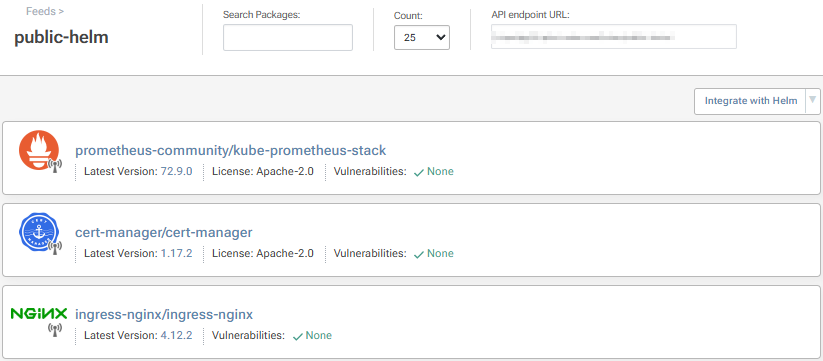 Feeds >
public-helm
Search Packages:
Count:
25
API endpoint URL:
Integrate with Helm
prometheus-community/kube-prometheus-stack
Latest Version: 72.9.0 License: Apache-2.0 Vulnerabilities: None
CERT
cert-manager/cert-manager
Latest Version: 1.17.2 License: Apache-2.0 Vulnerabilities: None
NGINX
ingress-nginx/ingress-nginx
Latest Version: 4.12.2 Vulnerabilities: None